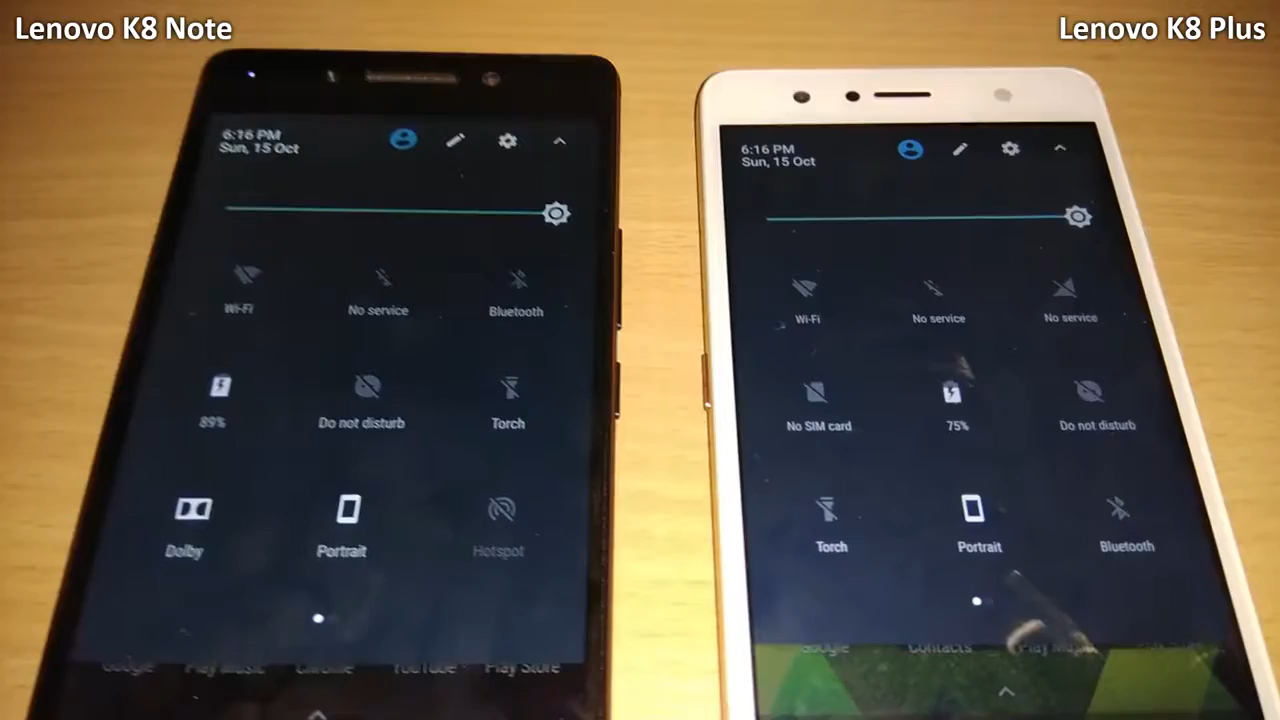 Lenovo K8 Note
Lenovo K8 Plus
6:16 PM
Sun, 15 Oct
Wi-Fi
No service
Bluetooth
89%
Do not disturb
Torch
Dolby
Portrait
Hotspot
Google
Play Music
Chrome
YouTube
Play Store
6:16 PM
Sun, 15 Oct
Wi-Fi
No service
No service
No SIM card
75%
Do not disturb
Torch
Portrait
Bluetooth
Google
Contacts
Play Music